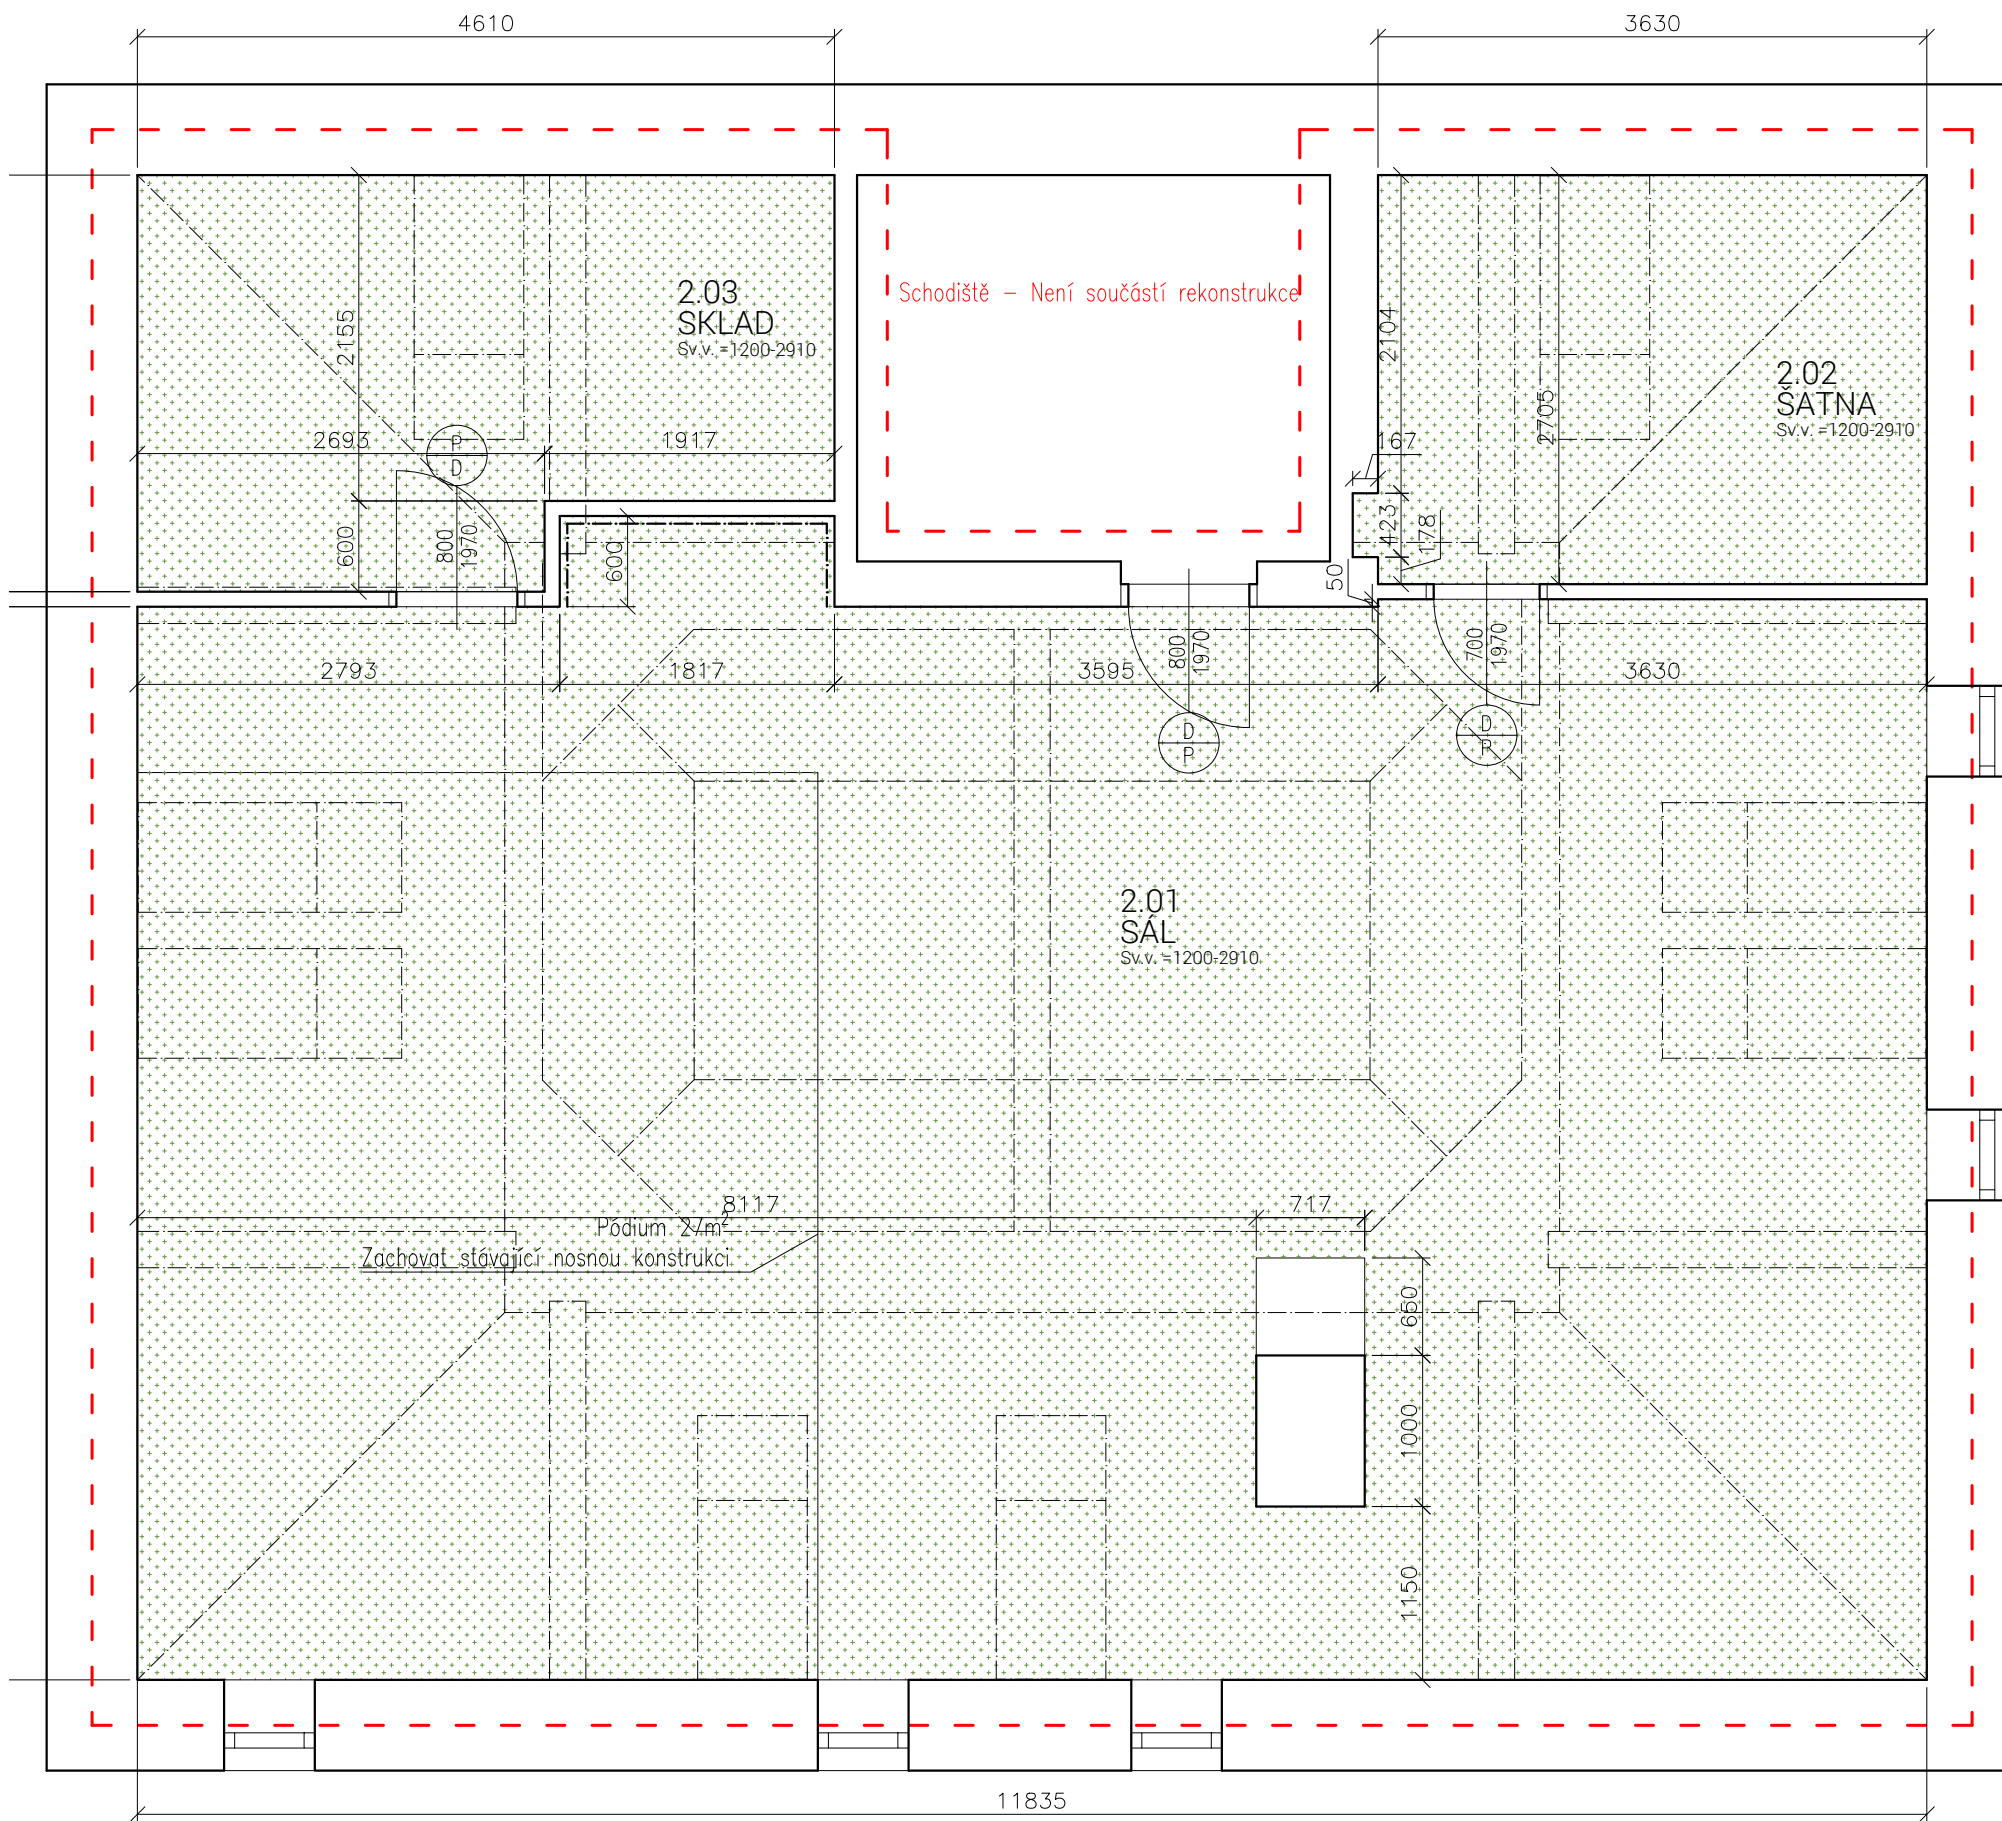 4610
3630
Schodiště – Není součástí rekonstrukce
2.03
SKLAD
Sv.v. =1200-2910
2155
2104
2705
2.02
ŠATNA
Sv.v. =1200-2910
2693
P
D
1917
167
600
800
1970
600
423
178
50
2793
1817
3595
800
1970
700
1970
3630
D
P
D
P
2.01
SÁL
Sv.v. =1200-2910
8117
717
Pódium 27m²
Zachovat stávající nosnou konstrukci
650
1000
1150
11835